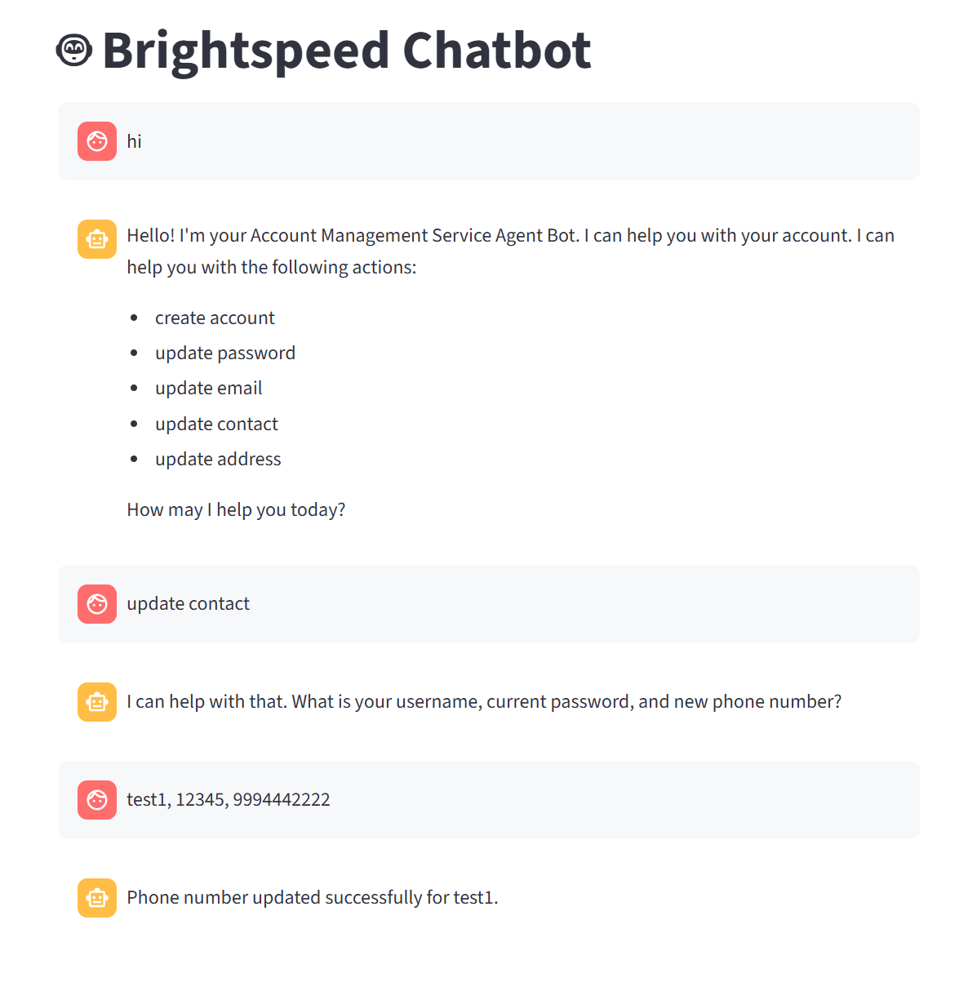 Brightspeed Chatbot
hi
Hello! I'm your Account Management Service Agent Bot. I can help you with your account. I can
help you with the following actions:
• create account
• update password
• update email
• update contact
• update address
How may I help you today?
update contact
I can help with that. What is your username, current password, and new phone number?
test1, 12345, 9994442222
Phone number updated successfully for test1.